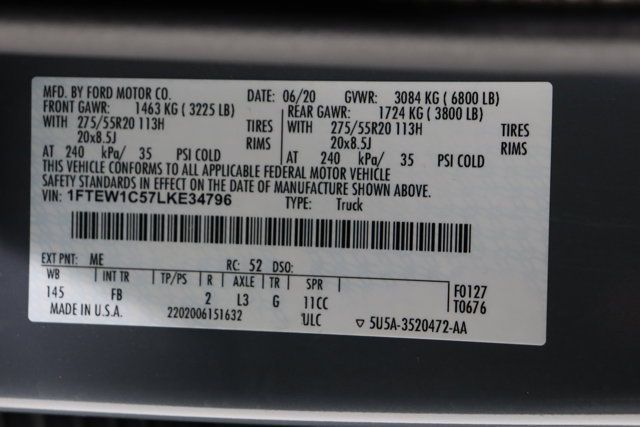 MFD. BY FORD MOTOR CO. DATE: 06/20 GVWR: 3084 KG ( 6800 LB)
FRONT GAWR: 1463 KG ( 3225 LB) REAR GAWR: 1724 KG ( 3800 LB)
WITH 275/55R20 113H TIRES WITH 275/55R20 113H TIRES
20x8.5J RIMS 20x8.5J RIMS
AT 240 kPa/ 35 PSI COLD AT 240 kPa/ 35 PSI COLD
THIS VEHICLE CONFORMS TO ALL APPLICABLE FEDERAL MOTOR VEHICLE
SAFETY STANDARDS IN EFFECT ON THE DATE OF MANUFACTURE SHOWN ABOVE.
VIN: 1FTEW1C57LKE34796 TYPE: Truck
EXT PNT: ME RC: 52 DSO:
WB INT TR TP/PS R AXLE TR SPR F0127
145 FB 2 L3 G 11CC T0676
MADE IN U.S.A. 2202006151632 ULC 5U5A-3520472-AA